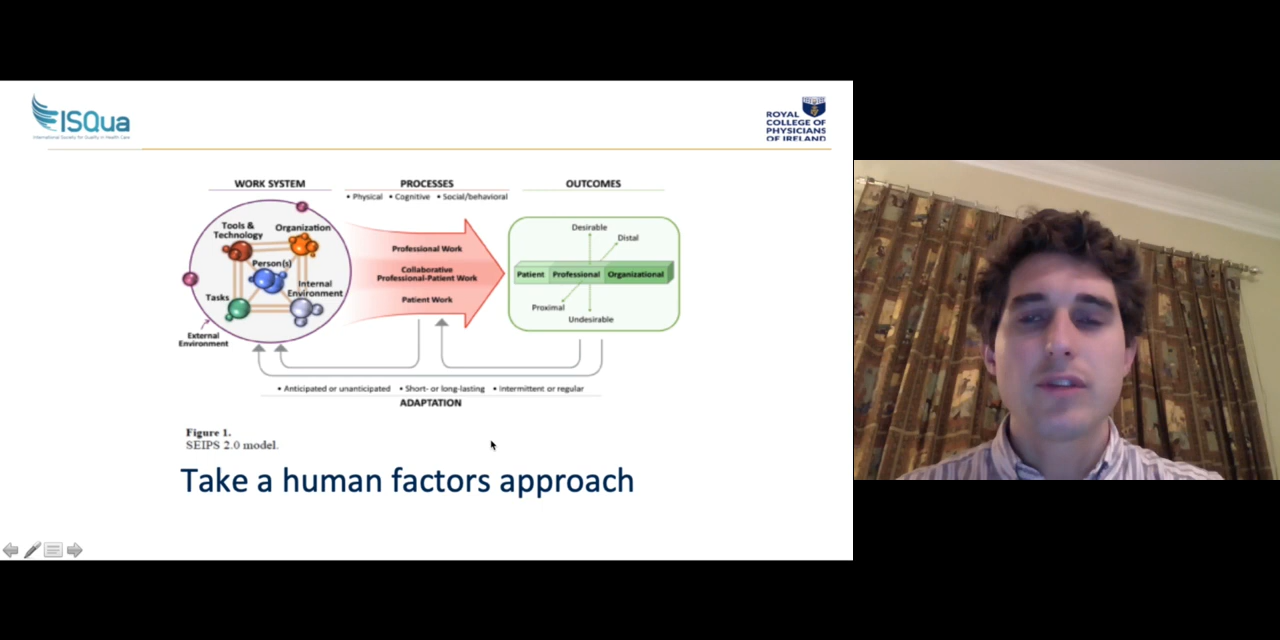 ISQua
International Society for Quality in Health Care
ROYAL
COLLEGE OF
PHYSICIANS
OF IRELAND
WORK SYSTEM
PROCESSES
OUTCOMES
• Physical • Cognitive • Social/behavioral
Tools &
Technology
Organization
Person(s)
Internal
Environment
Tasks
External
Environment
Professional Work
Collaborative
Professional-Patient Work
Patient Work
Desirable
Distal
Patient Professional Organizational
Proximal
Undesirable
• Anticipated or unanticipated • Short- or long-lasting • Intermittent or regular
ADAPTATION
Figure 1.
SEIPS 2.0 model.
Take a human factors approach